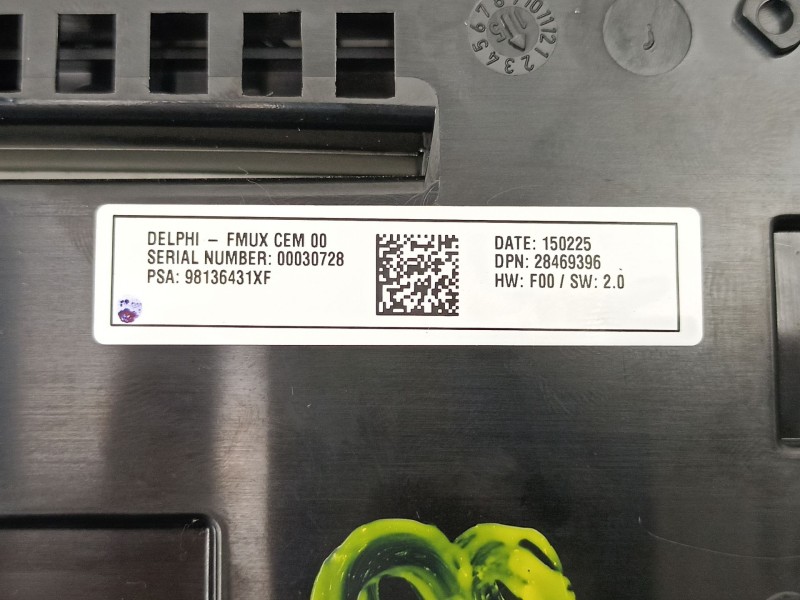 DELPHI – FMUX CEM 00
SERIAL NUMBER: 00030728
PSA: 98136431XF
DATE: 150225
DPN: 28469396
HW: F00 / SW: 2.0